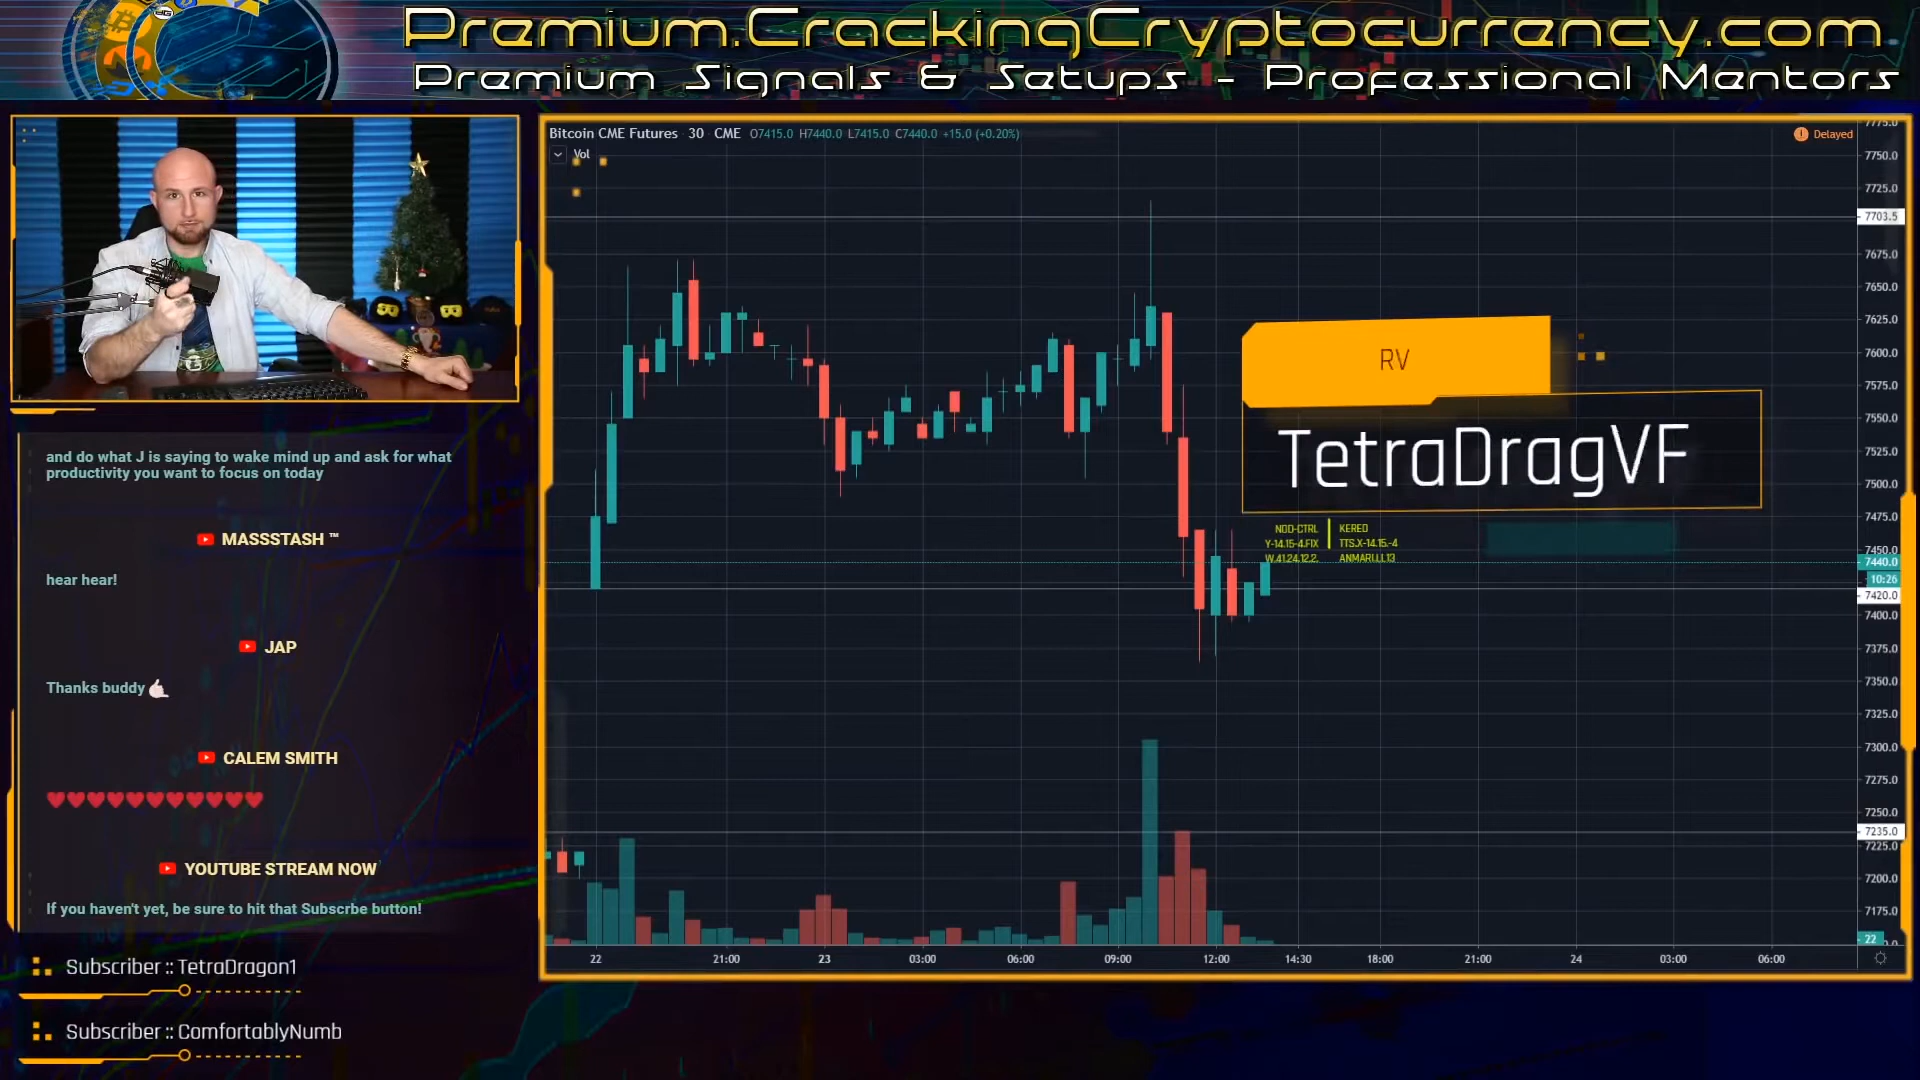 Premium.CrackingCryptocurrency.com
Premium Signals & Setups - Professional Mentors
and do what J is saying to wake mind up and ask for what
productivity you want to focus on today
MASSSTASH ™
hear hear!
JAP
Thanks buddy 🤙🏻
CALEM SMITH
❤️❤️❤️❤️❤️❤️❤️❤️❤️❤️❤️
YOUTUBE STREAM NOW
If you haven't yet, be sure to hit that Subscrbe button!
Subscriber :: TetraDragon1
Subscriber :: ComfortablyNumb
Bitcoin CME Futures 30 CME O7415.0 H7440.0 L7415.0 C7440.0 +15.0 (+0.20%)
Vol
Delayed
RV
TetraDragVF
KERED
7775.0
7750.0
7725.0
7703.5
7675.0
7650.0
7625.0
7600.0
7575.0
7550.0
7525.0
7500.0
7475.0
7450.0
7440.0
10:26
7420.0
7400.0
7375.0
7350.0
7325.0
7300.0
7275.0
7250.0
7235.0
7225.0
7200.0
7175.0
22
22 21:00 23 03:00 06:00 09:00 12:00 14:30 18:00 21:00 24 03:00 06:00